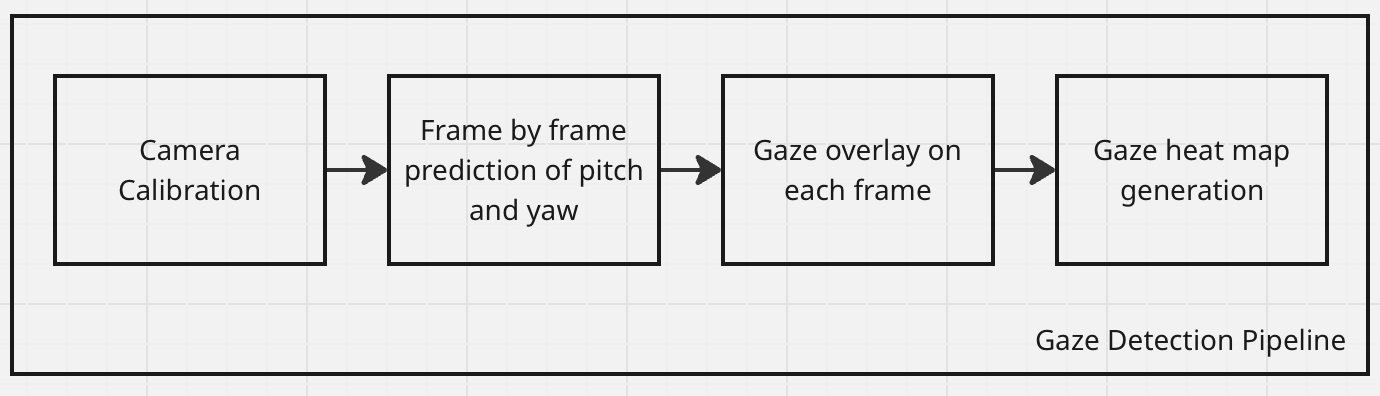 Camera
Calibration
Frame by frame
prediction of pitch
and yaw
Gaze overlay on
each frame
Gaze heat map
generation
Gaze Detection Pipeline